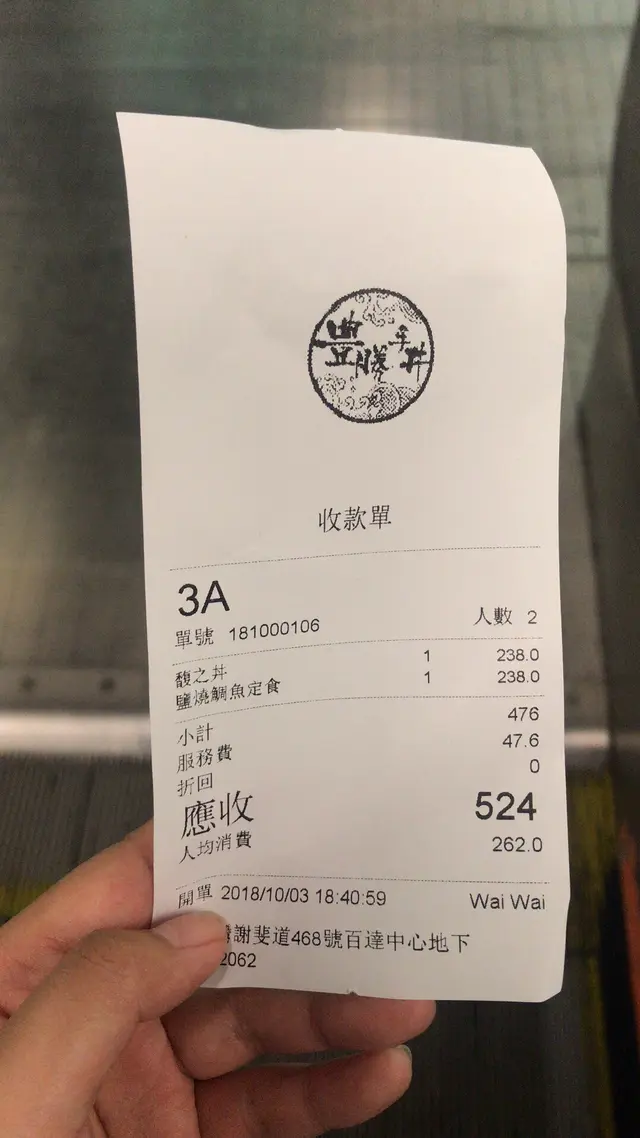 豊勝手丼
收款單
3A
單號 181000106 人數 2
馥之丼 1 238.0
鹽燒鯛魚定食 1 238.0
小計 476
服務費 47.6
折回 0
應收 524
人均消費 262.0
開單 2018/10/03 18:40:59 Wai Wai
謝斐道468號百達中心地下
2062